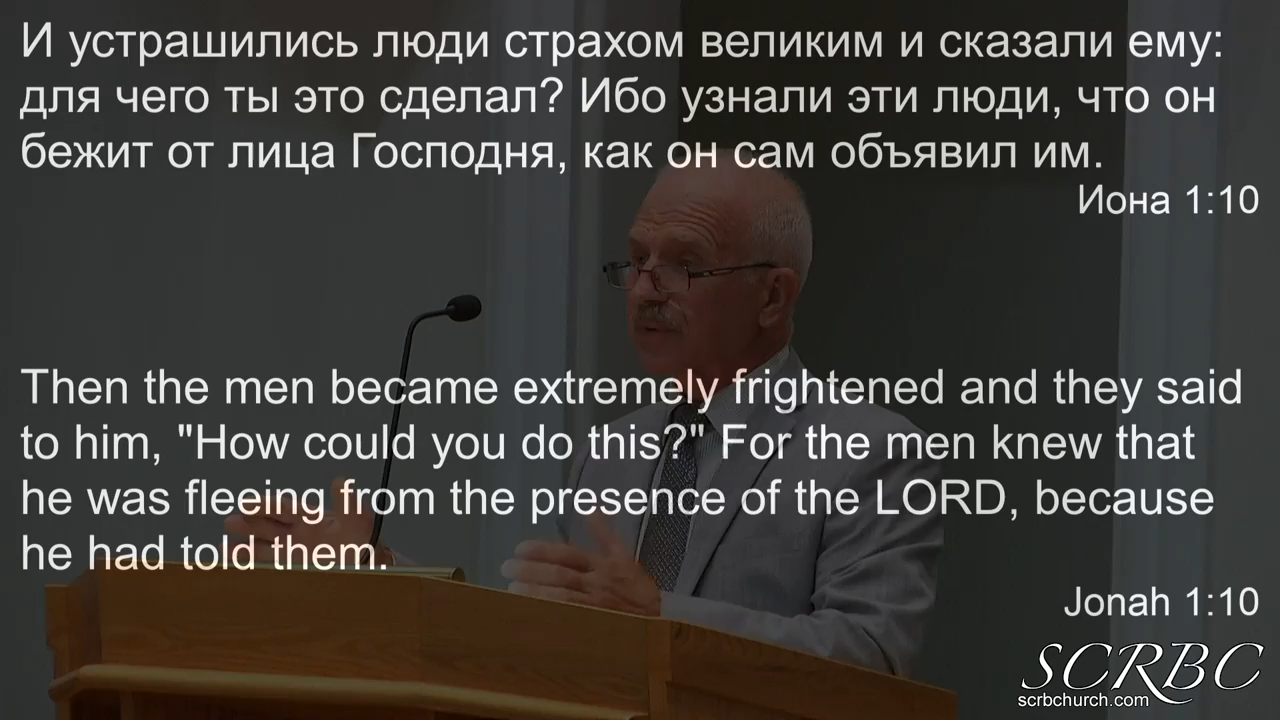 И устрашились люди страхом великим и сказали ему:
для чего ты это сделал? Ибо узнали эти люди, что он
бежит от лица Господня, как он сам объявил им.
Иона 1:10
Then the men became extremely frightened and they said
to him, "How could you do this?" For the men knew that
he was fleeing from the presence of the LORD, because
he had told them.
Jonah 1:10
SCRBC
scrbchurch.com